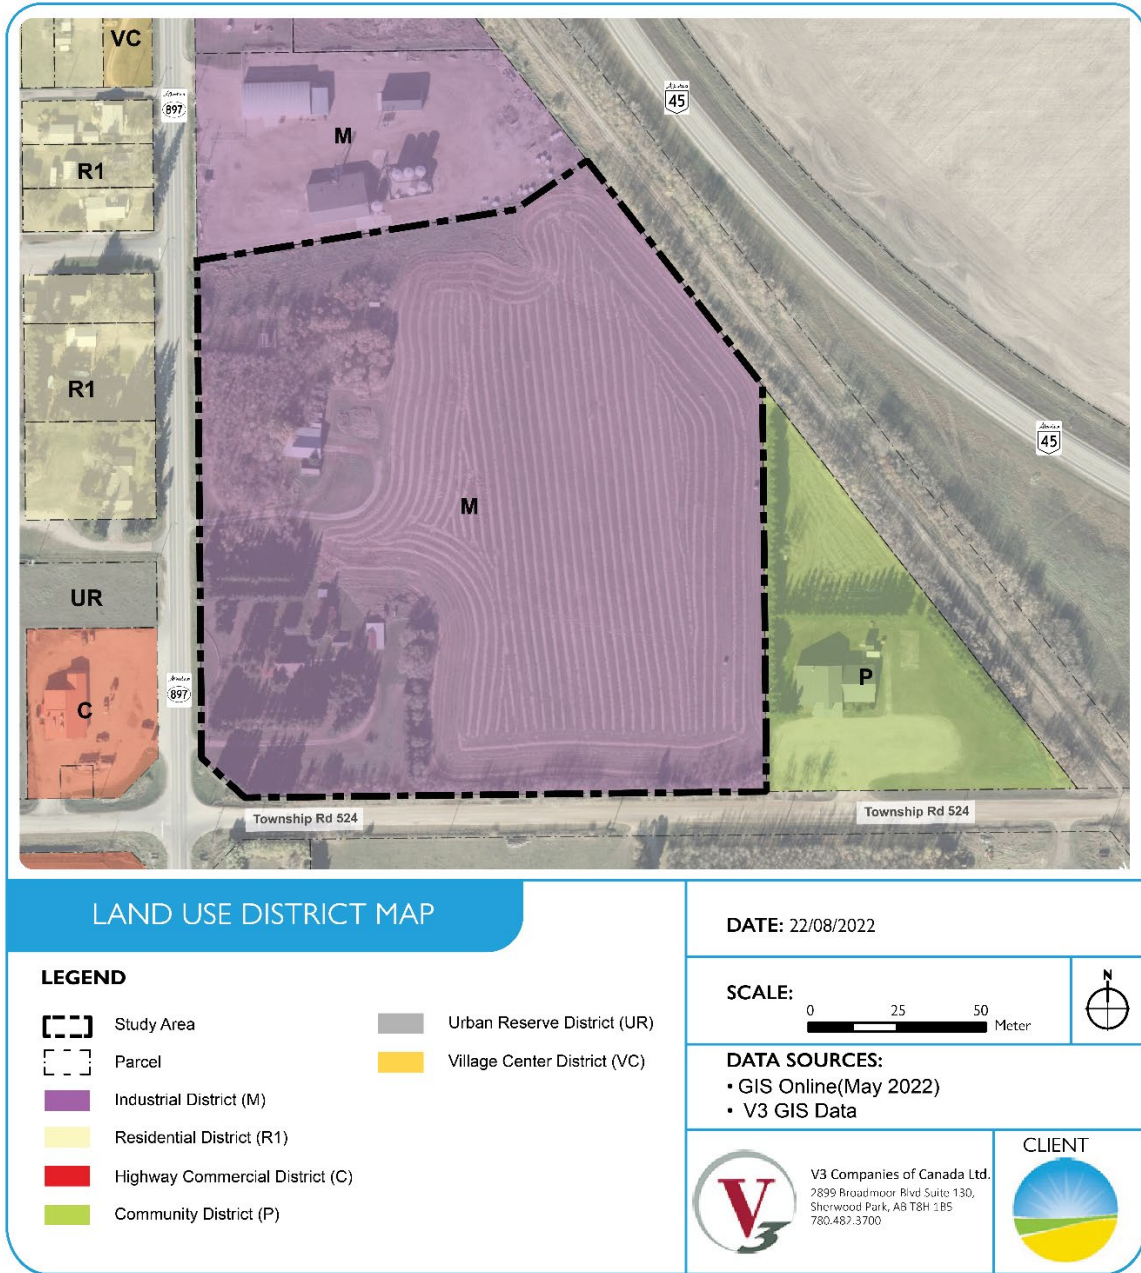 VC
Alberta
897
Alberta
45
M
R1
R1
Alberta
45
M
UR
P
Alberta
897
C
Township Rd 524
Township Rd 524
LAND USE DISTRICT MAP
LEGEND
Study Area
Parcel
Industrial District (M)
Residential District (R1)
Highway Commercial District (C)
Community District (P)
Urban Reserve District (UR)
Village Center District (VC)
DATE: 22/08/2022
SCALE:
0 25 50
Meter
N
DATA SOURCES:
• GIS Online(May 2022)
• V3 GIS Data
V3
V3 Companies of Canada Ltd.
2899 Broadmoor Blvd Suite 130,
Sherwood Park, AB T8H 1B5
780.482.3700
CLIENT